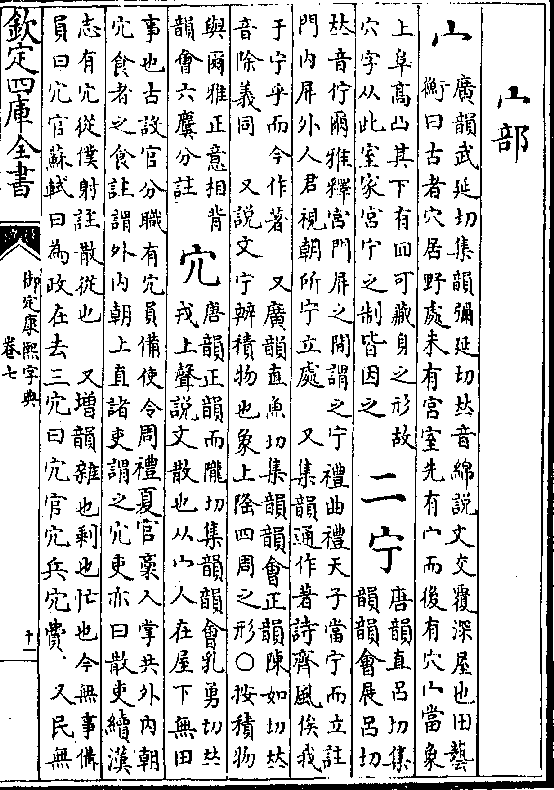 宀部
宀
廣韻武延切集韻彌延切𠀤音綿說文交覆深屋也田藝
衡曰古者穴居野處未有宮室先有宀而後有穴宀當象
上阜高凸其下有凹可藏身之形故
穴字从此室家宮宁之制皆因之
二
宁
唐韻直呂切集
韻韻會展呂切
𠀤音佇爾雅釋宮門屏之閒謂之宁禮曲禮天子當宁而立註
門內屏外人君視朝所宁立處 又集韻通作著詩齊風俟我
于宁乎而今作著 又廣韻直魚切集韻韻會正韻陳如切𠀤
音除義同 又說文宁辨積物也象上隆四周之形○按積物
與爾雅正意相背
韻會六麌分註
宂
唐韻正韻而隴切集韻韻會乳勇切𠀤
戎上聲說文散也从宀人在屋下無田
事也古設官分職有宂員備使令周禮夏官稾人掌共外內朝
宂食者之食註謂外內朝上直諸吏謂之宂吏亦曰散吏續漢
志有宂從僕射註散從也 又增韻雜也剩也忙也今無事備
員曰宂官蘇軾曰為政在去三宂曰宂官宂兵宂費 又民無
欽定四庫全書
御定康熙字典
卷七